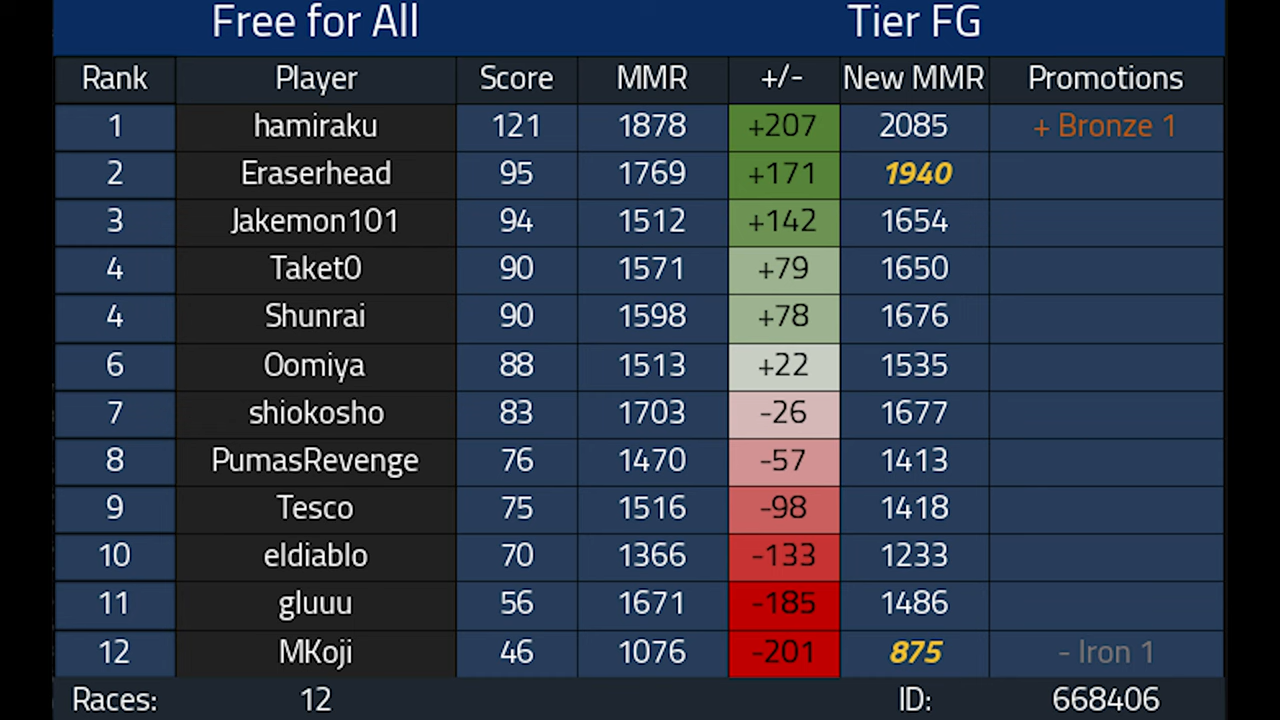 Free for All Tier FG
Rank Player Score MMR +/- New MMR Promotions
1 hamiraku 121 1878 +207 2085 + Bronze 1
2 Eraserhead 95 1769 +171 1940
3 Jakemon101 94 1512 +142 1654
4 Taket0 90 1571 +79 1650
4 Shunrai 90 1598 +78 1676
6 Oomiya 88 1513 +22 1535
7 shiokosho 83 1703 -26 1677
8 PumasRevenge 76 1470 -57 1413
9 Tesco 75 1516 -98 1418
10 eldiablo 70 1366 -133 1233
11 gluuu 56 1671 -185 1486
12 MKoji 46 1076 -201 875 - Iron 1
Races: 12 ID: 668406